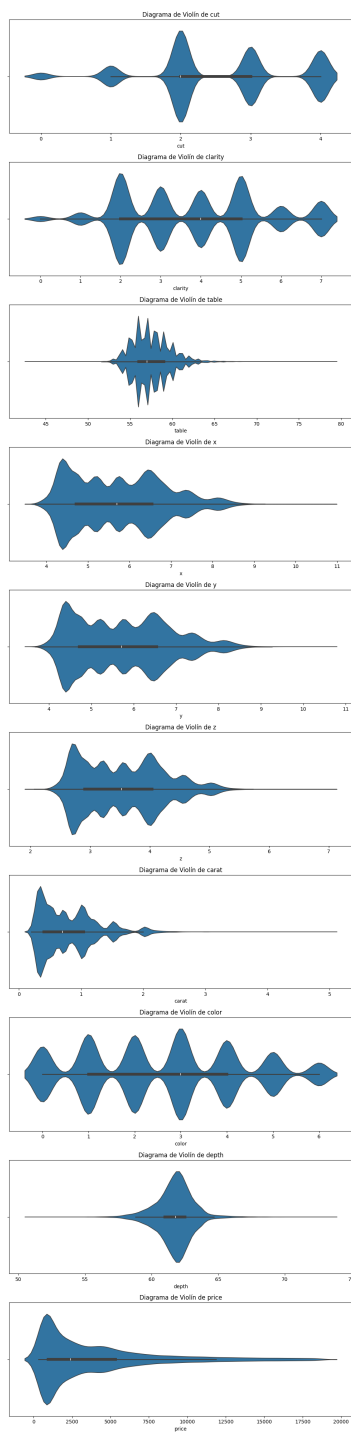 Diagrama de Violín de cut
0 1 2 3 4
cut
Diagrama de Violín de clarity
0 1 2 3 4 5 6 7
clarity
Diagrama de Violín de table
45 50 55 60 65 70 75 80
table
Diagrama de Violín de x
4 5 6 7 8 9 10 11
x
Diagrama de Violín de y
4 5 6 7 8 9 10 11
y
Diagrama de Violín de z
2 3 4 5 6 7
z
Diagrama de Violín de carat
0 1 2 3 4 5
carat
Diagrama de Violín de color
0 1 2 3 4 5 6
color
Diagrama de Violín de depth
50 55 60 65 70
depth
Diagrama de Violín de price
0 2500 5000 7500 10000 12500 15000 17500 20000
price